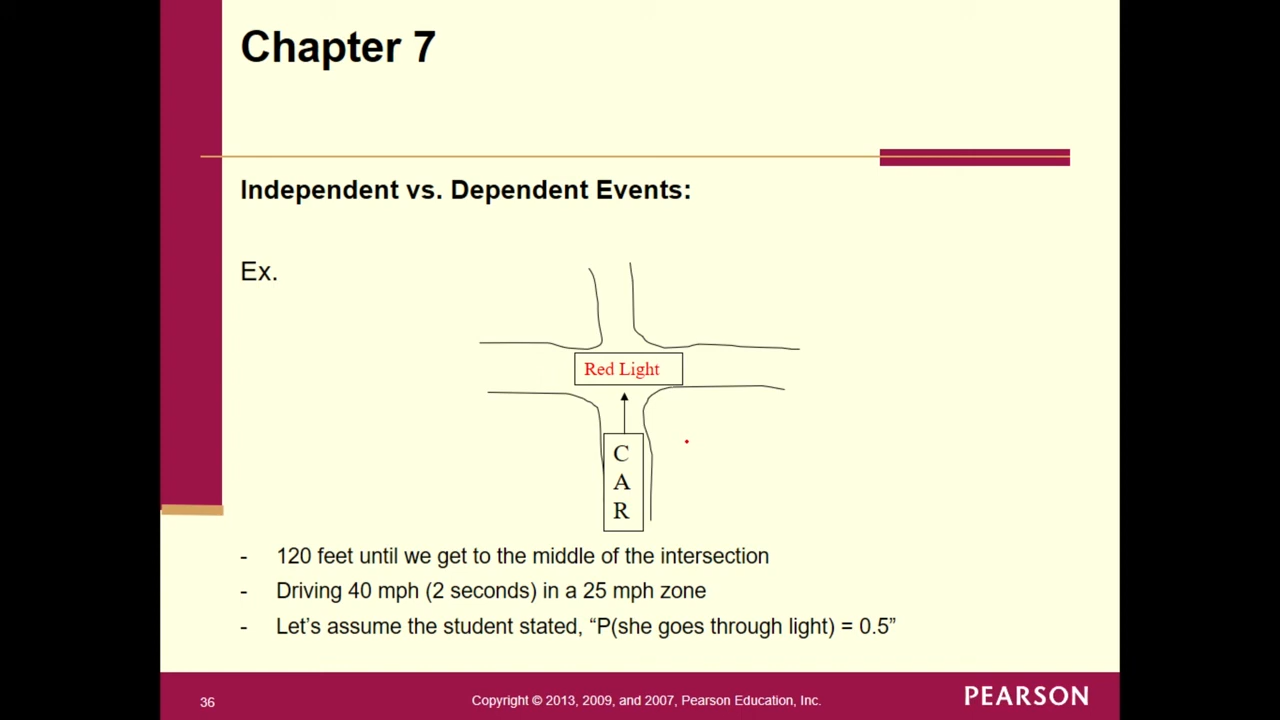 Chapter 7
Independent vs. Dependent Events:
Ex.
Red Light
C
A
R
- 120 feet until we get to the middle of the intersection
- Driving 40 mph (2 seconds) in a 25 mph zone
- Let’s assume the student stated, “P(she goes through light) = 0.5”
36
Copyright © 2013, 2009, and 2007, Pearson Education, Inc.
PEARSON